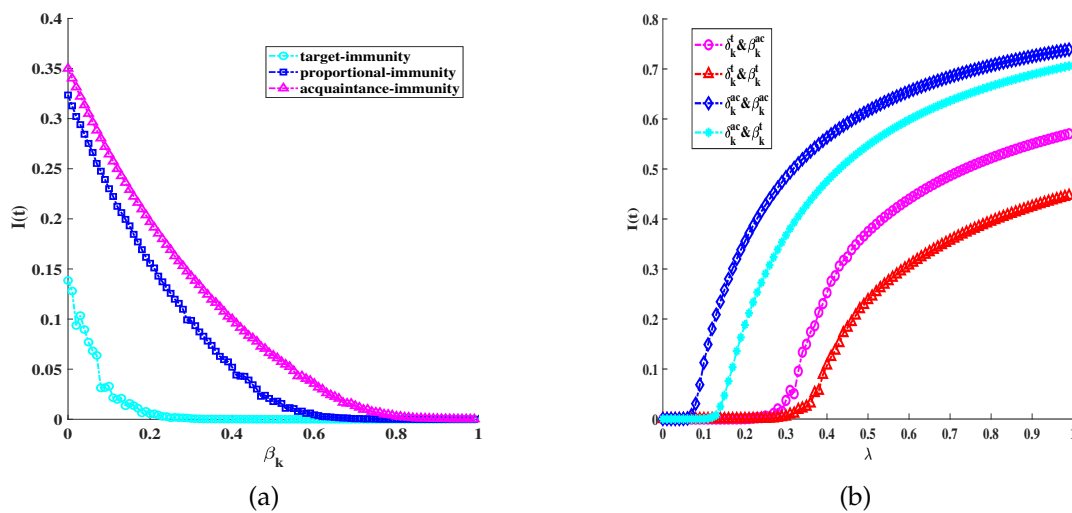 0.4
0.35
0.3
0.25
0.2
0.15
0.1
0.05
0
I(t)
0 0.2 0.4 0.6 0.8 1
β_k
target-immunity
proportional-immunity
acquaintance-immunity
(a)
0.8
0.7
0.6
0.5
0.4
0.3
0.2
0.1
0
I(t)
0 0.1 0.2 0.3 0.4 0.5 0.6 0.7 0.8 0.9 1
λ
δ_k^t&β_k^ac
δ_k^t&β_k^t
δ_k^ac&β_k^ac
δ_k^ac&β_k^t
(b)